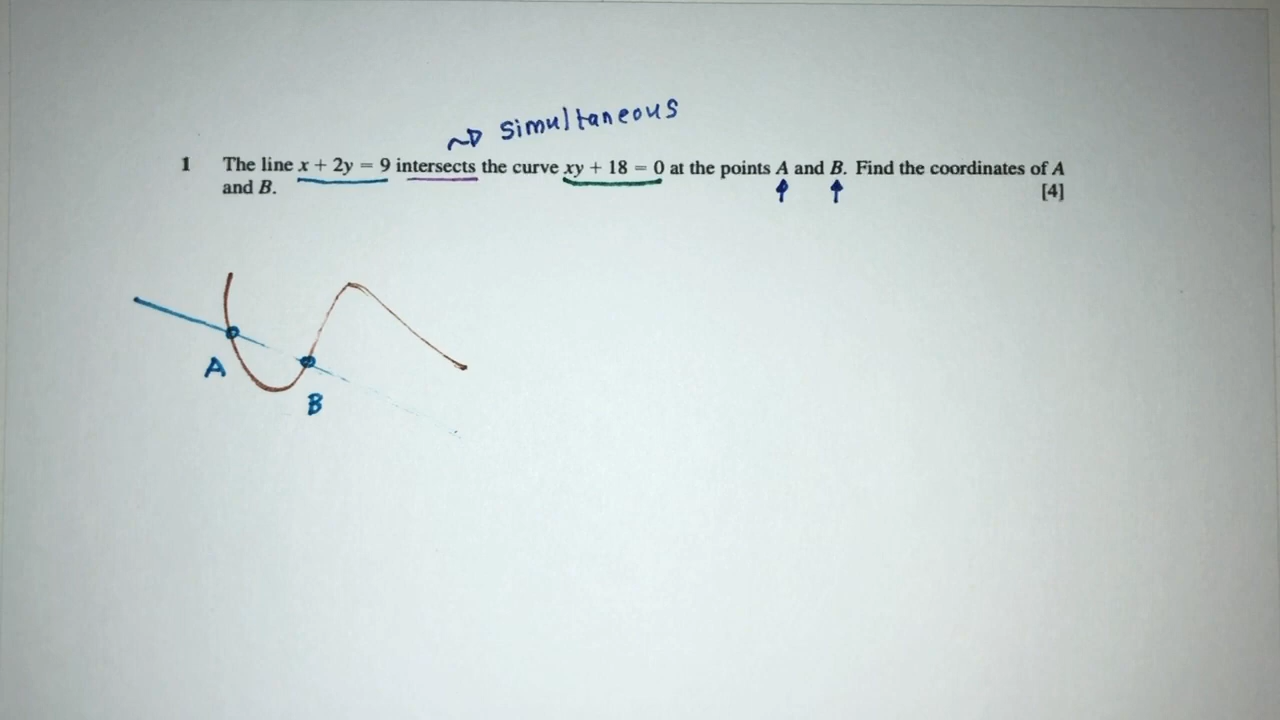 simultaneous
1 The line x + 2y = 9 intersects the curve xy + 18 = 0 at the points A and B. Find the coordinates of A
and B. [4]
A
B